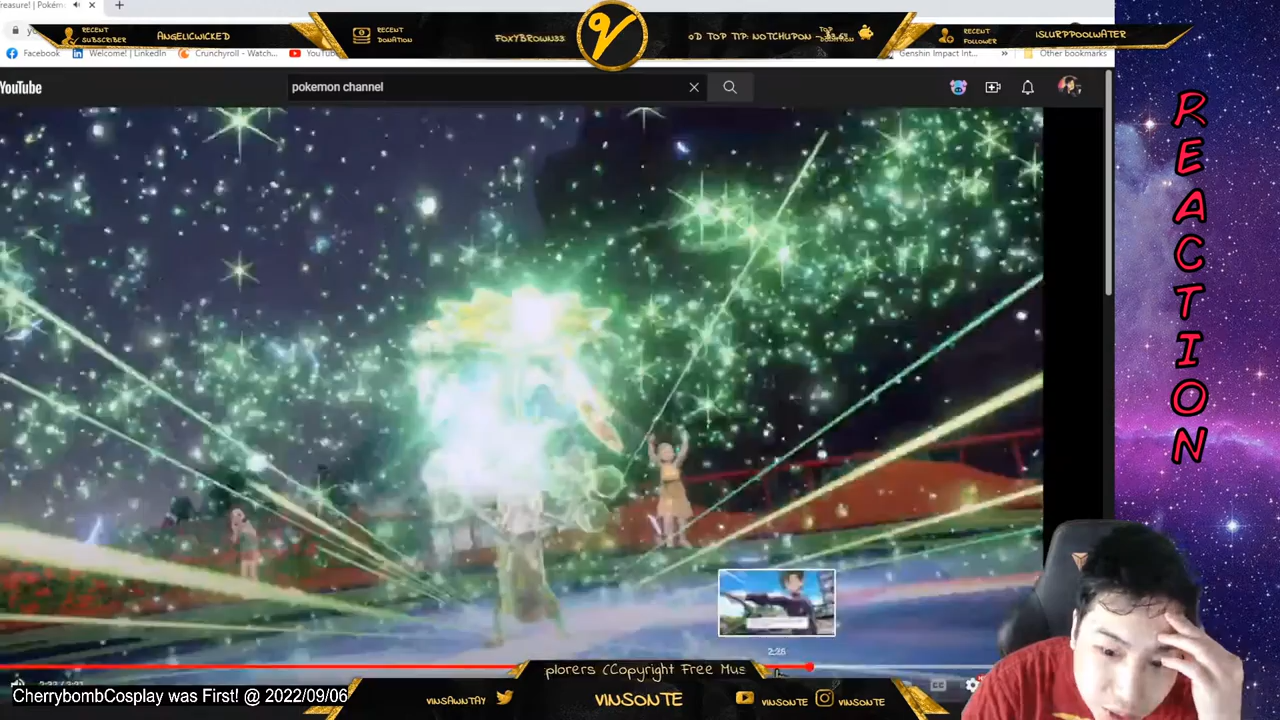 reasure! | Pokém
RECENT SUBSCRIBER
ANGELICWICKED
RECENT DONATION
FOXYBROWN33:
OD TOP TIP: NOTCHUPON
RECENT FOLLOWER
ISLURPPOOLWATER
Facebook
Welcome! | LinkedIn
Crunchyroll - Watch...
YouTub
Genshin Impact Int...
»
Other bookmarks
YouTube
pokemon channel
REACTION
2:26
plorers (Copyright Free Mus
CherrybombCosplay was First! @ 2022/09/06
VINSAWNTAY
VINSONTE
VINSONTE
VINSONTE